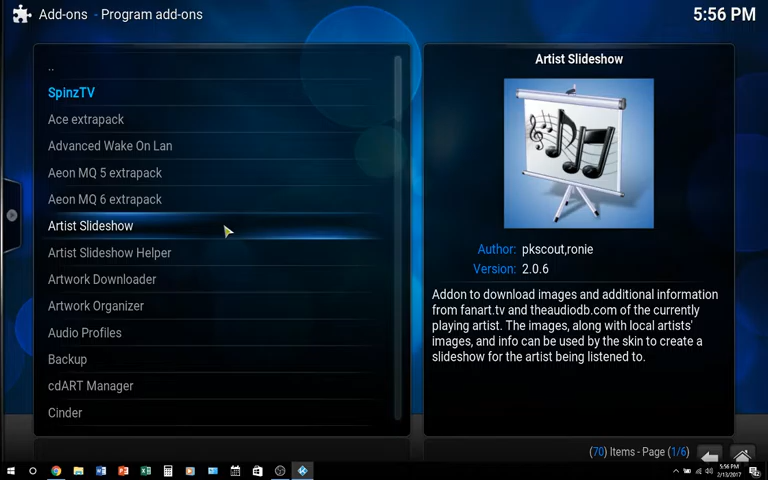 Add-ons - Program add-ons
5:56 PM
..
SpinzTV
Ace extrapack
Advanced Wake On Lan
Aeon MQ 5 extrapack
Aeon MQ 6 extrapack
Artist Slideshow
Artist Slideshow Helper
Artwork Downloader
Artwork Organizer
Audio Profiles
Backup
cdART Manager
Cinder
Artist Slideshow
Author: pkscout,ronie
Version: 2.0.6
Addon to download images and additional information
from fanart.tv and theaudiodb.com of the currently
playing artist. The images, along with local artists'
images, and info can be used by the skin to create a
slideshow for the artist being listened to.
(70) Items - Page (1/6)
5:56 PM
2/13/2017